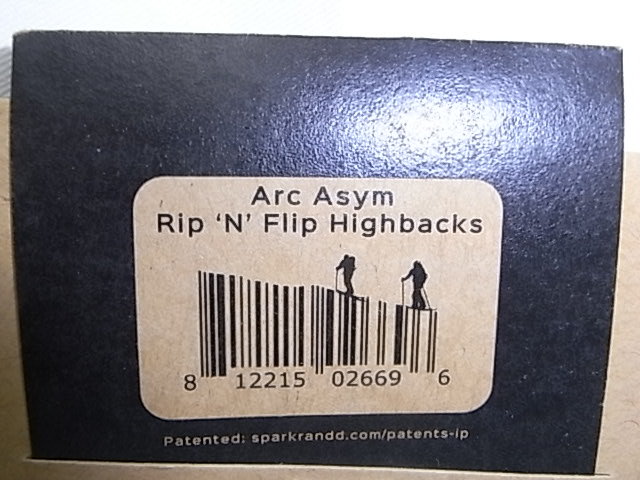 Arc Asym
Rip ‘N’ Flip Highbacks
8 12215 02669 6
Patented: sparkrandd.com/patents-ip